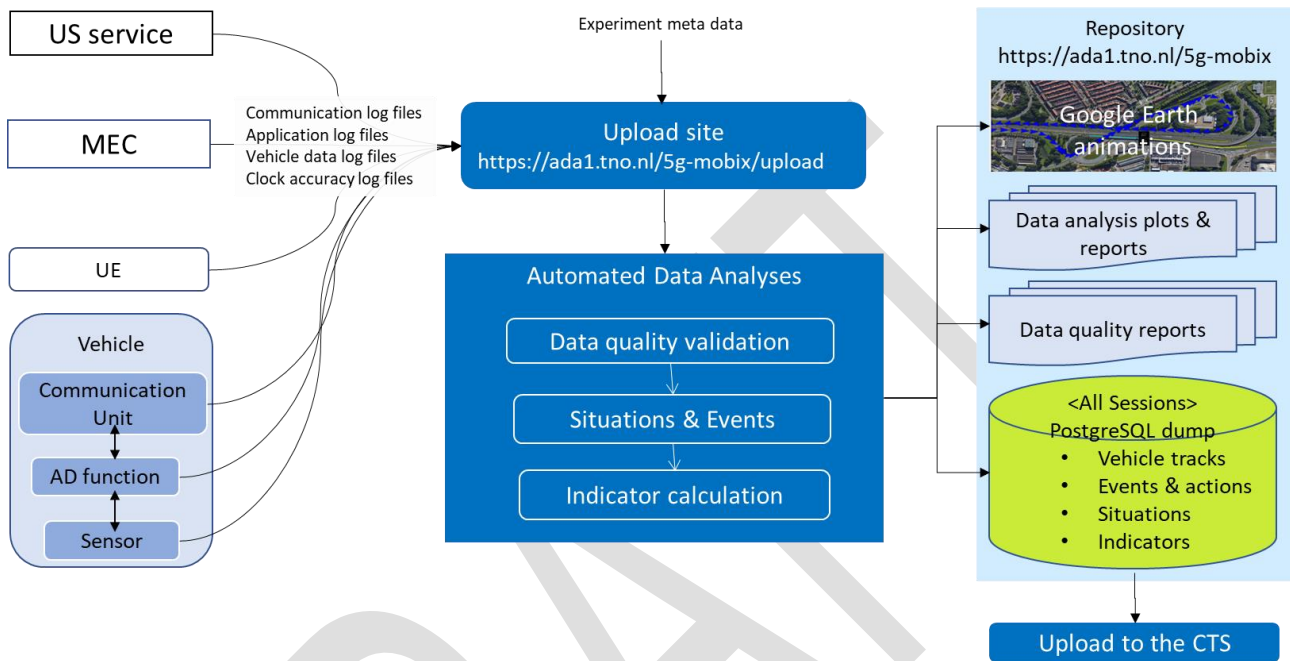 US service
MEC
UE
Vehicle
Communication
Unit
AD function
Sensor
Communication log files
Application log files
Vehicle data log files
Clock accuracy log files
Experiment meta data
Upload site
https://ada1.tno.nl/5g-mobix/upload
Automated Data Analyses
Data quality validation
Situations & Events
Indicator calculation
Repository
https://ada1.tno.nl/5g-mobix
Google Earth
animations
Data analysis plots &
reports
Data quality reports
<All Sessions>
PostgreSQL dump
• Vehicle tracks
• Events & actions
• Situations
• Indicators
Upload to the CTS